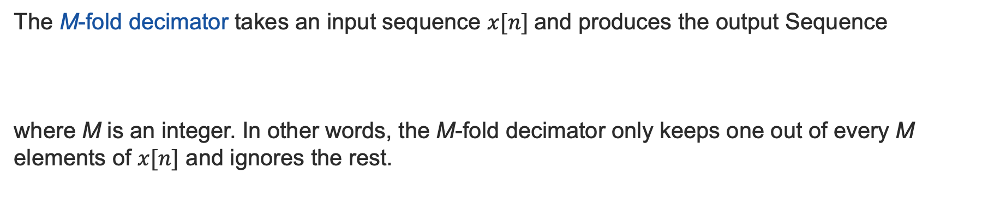 The M-fold decimator takes an input sequence x[n] and produces the output Sequence
where M is an integer. In other words, the M-fold decimator only keeps one out of every M
elements of x[n] and ignores the rest.